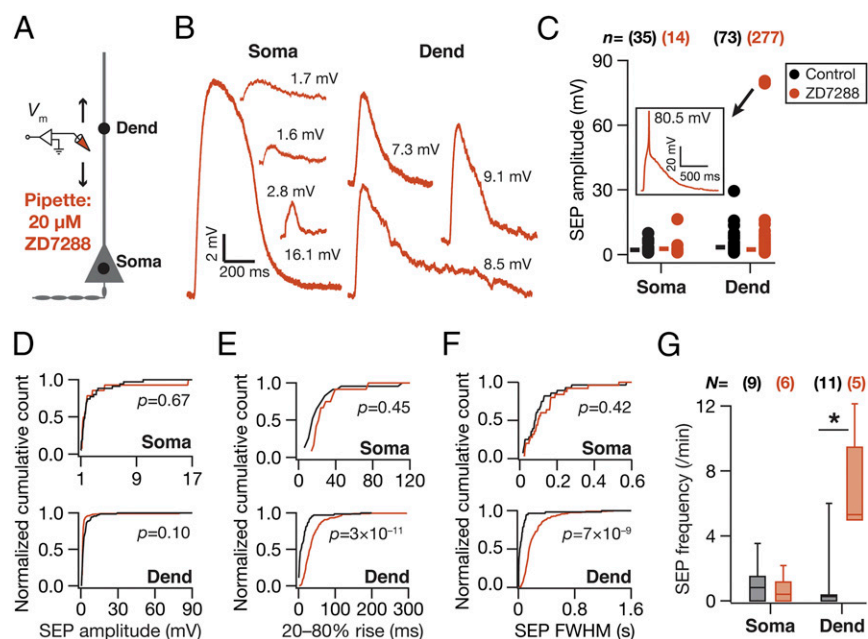 A
Vm
Dend
Pipette:
20 µM
ZD7288
Soma
B
Soma
Dend
1.7 mV
1.6 mV
2.8 mV
16.1 mV
2 mV
200 ms
7.3 mV
9.1 mV
8.5 mV
C
n= (35) (14) (73) (277)
SEP amplitude (mV)
90
60
30
0
Control
ZD7288
80.5 mV
20 mV
500 ms
Soma Dend
D
Normalized cumulative count
1.0
0.5
0.0
p=0.67
Soma
1 9 17
1.0
0.5
0.0
p=0.10
Dend
0 30 60 90
SEP amplitude (mV)
E
Normalized cumulative count
1.0
0.5
0.0
p=0.45
Soma
0 40 80 120
1.0
0.5
0.0
p=3×10⁻¹¹
Dend
0 100 200 300
20–80% rise (ms)
F
Normalized cumulative count
1.0
0.5
0.0
p=0.42
Soma
0 0.2 0.4 0.6
1.0
0.5
0.0
p=7×10⁻⁹
Dend
0 0.8 1.6
SEP FWHM (s)
G
N= (9) (6) (11) (5)
SEP frequency (/min)
12
8
4
0
*
Soma Dend